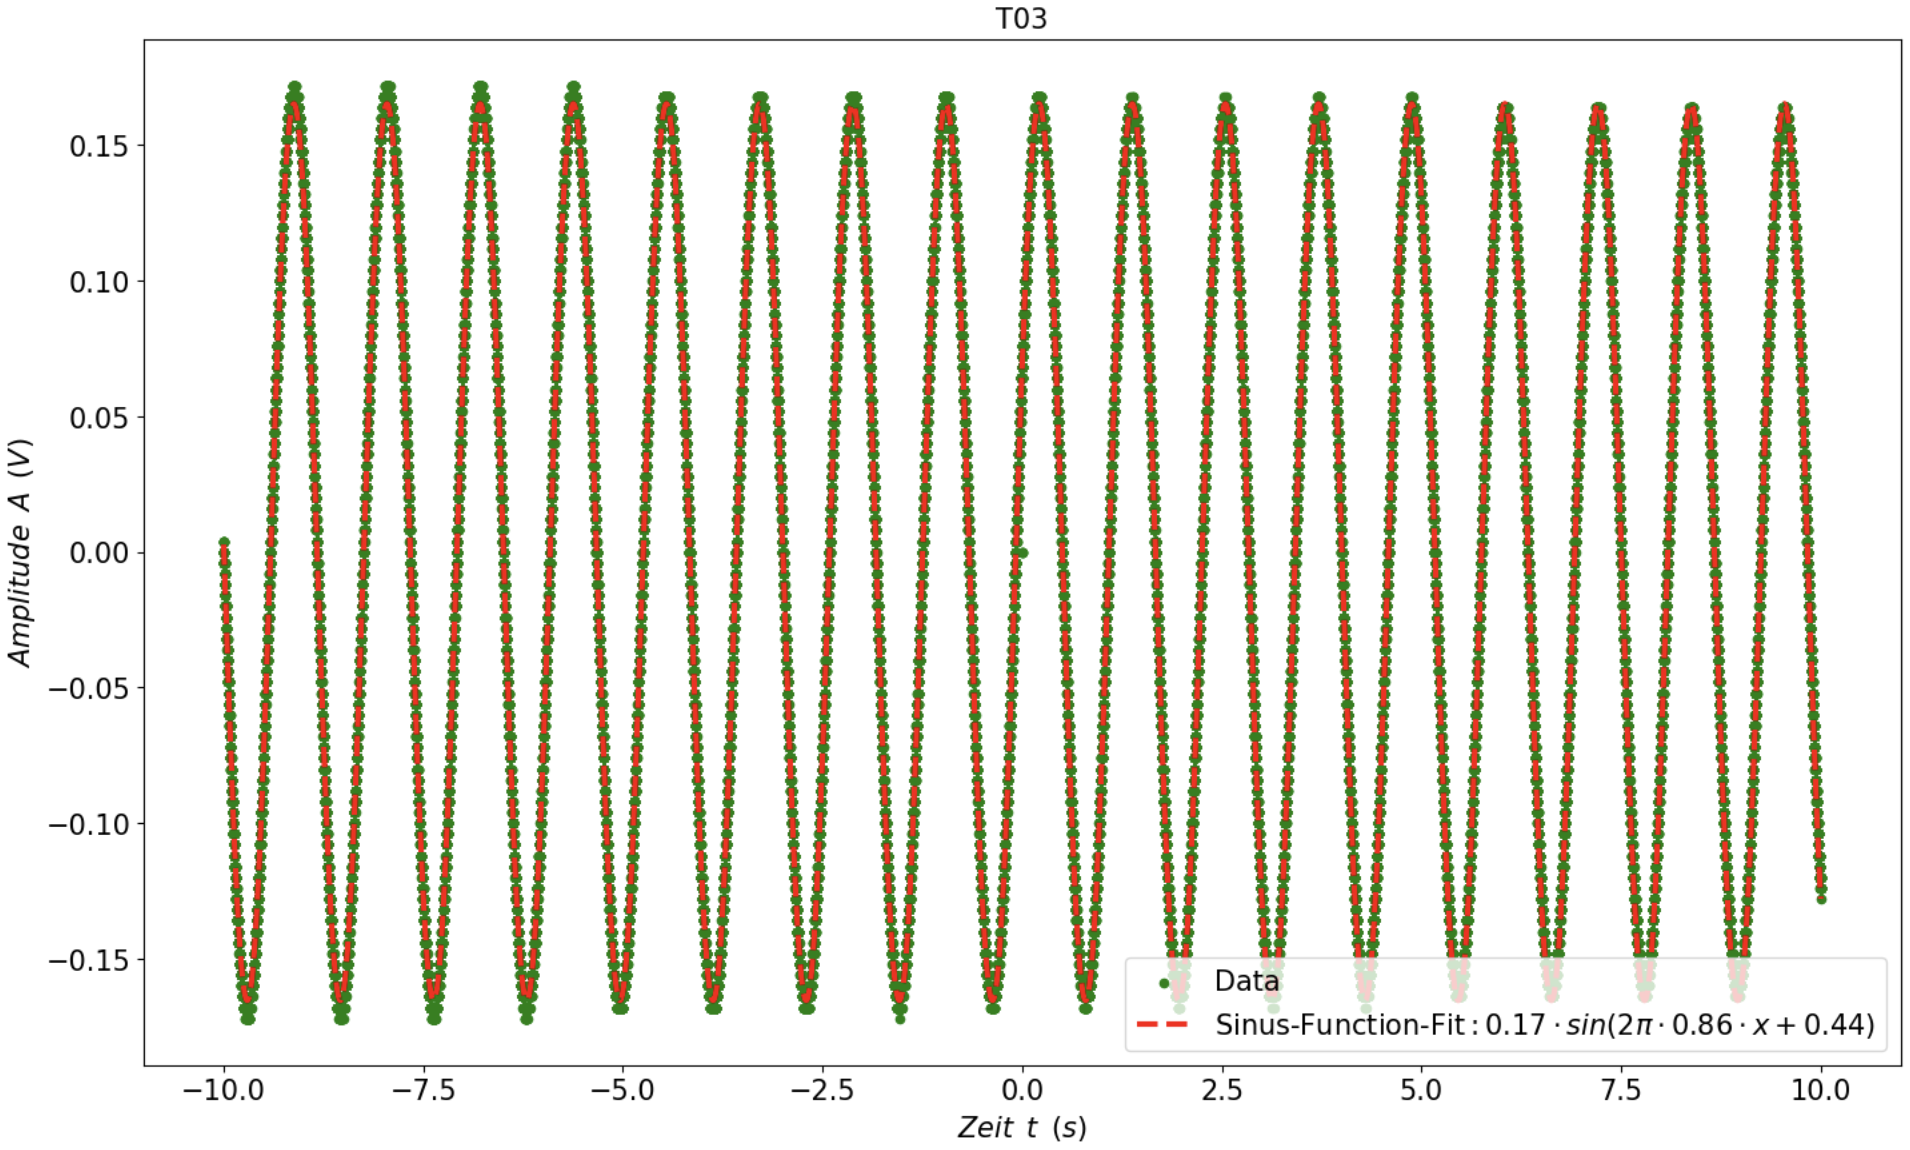 T03
0.15
0.10
0.05
0.00
−0.05
−0.10
−0.15
Amplitude A (V)
Data
Sinus-Function-Fit: 0.17 · sin(2π · 0.86 · x + 0.44)
−10.0 −7.5 −5.0 −2.5 0.0 2.5 5.0 7.5 10.0
Zeit t (s)